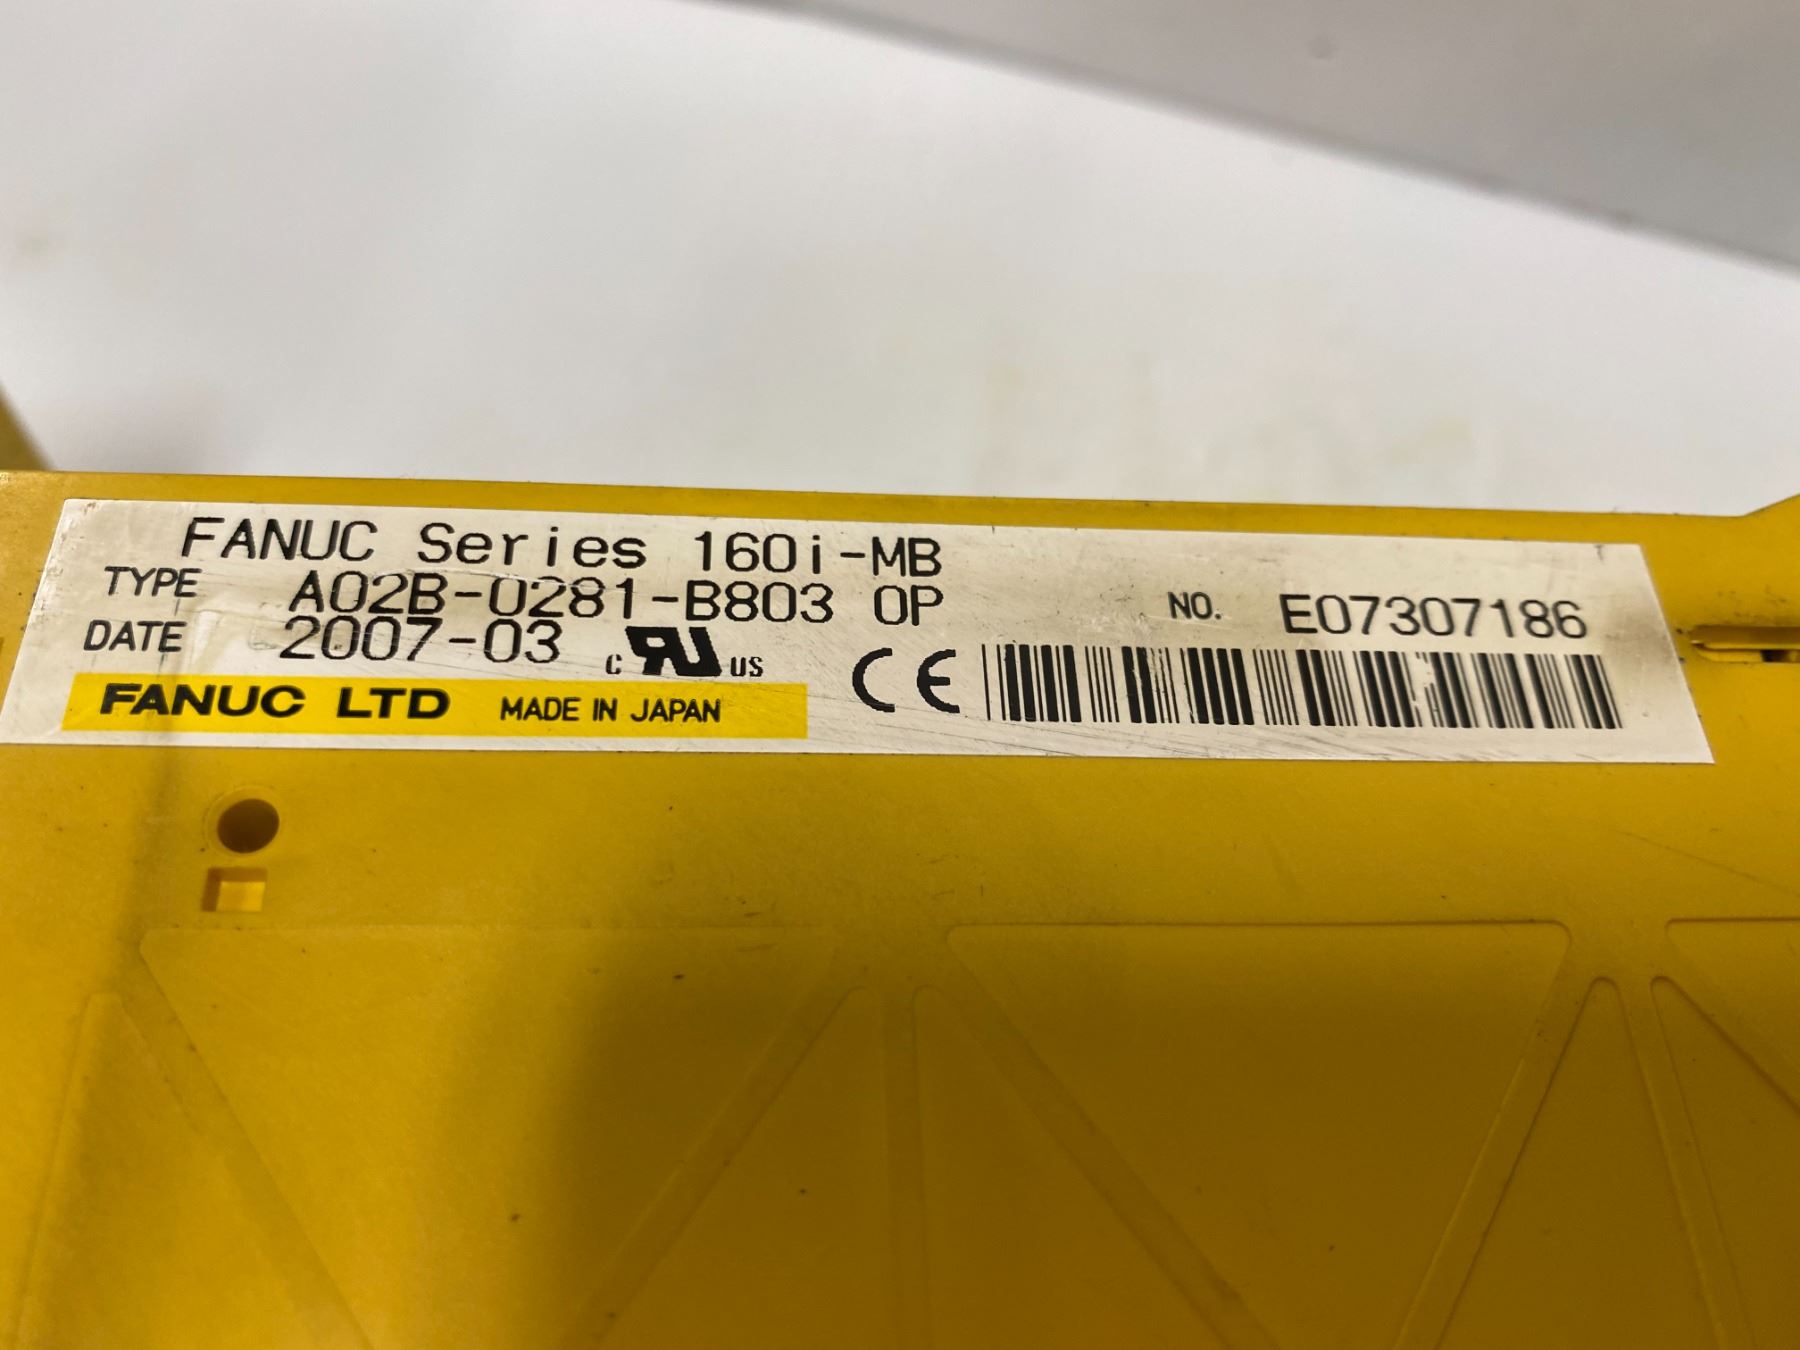 FANUC Series 160i-MB
TYPE A02B-0281-B803 OP
DATE 2007-03
NO. E07307186
c RU US
CE
FANUC LTD MADE IN JAPAN